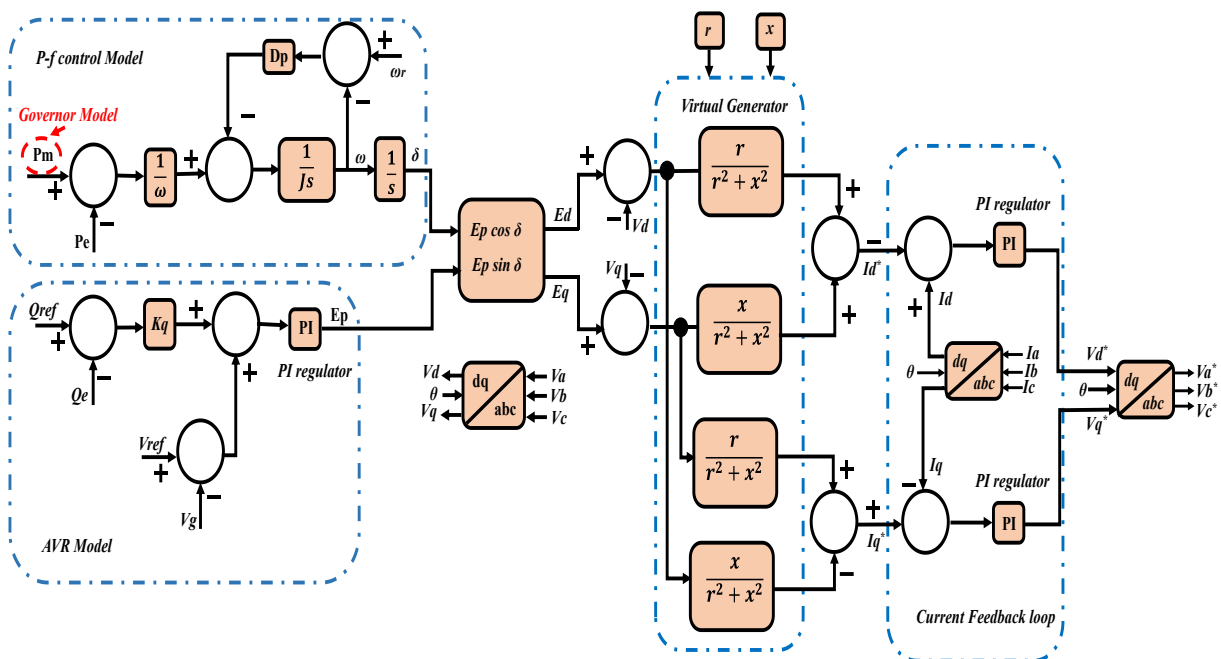 P-f control Model
Governor Model
Pm
+
−
Pe
1
ω
+
−
Dp
+
ωr
−
1
Js
ω
1
s
δ
Qref
+
−
Qe
Kq
+
+
PI
Ep
PI regulator
Vref
+
−
Vg
AVR Model
Ep cos δ
Ep sin δ
Ed
Eq
+
−
Vd
Vq
−
+
Vd
θ
Vq
dq
abc
Va
Vb
Vc
r
x
Virtual Generator
r
r² + x²
x
r² + x²
r
r² + x²
x
r² + x²
+
+
−
Id*
+
−
+
Iq*
PI regulator
PI
Id
+
θ
dq
abc
Ia
Ib
Ic
Iq
−
PI regulator
PI
Current Feedback loop
Vd*
θ
Vq*
dq
abc
Va*
Vb*
Vc*